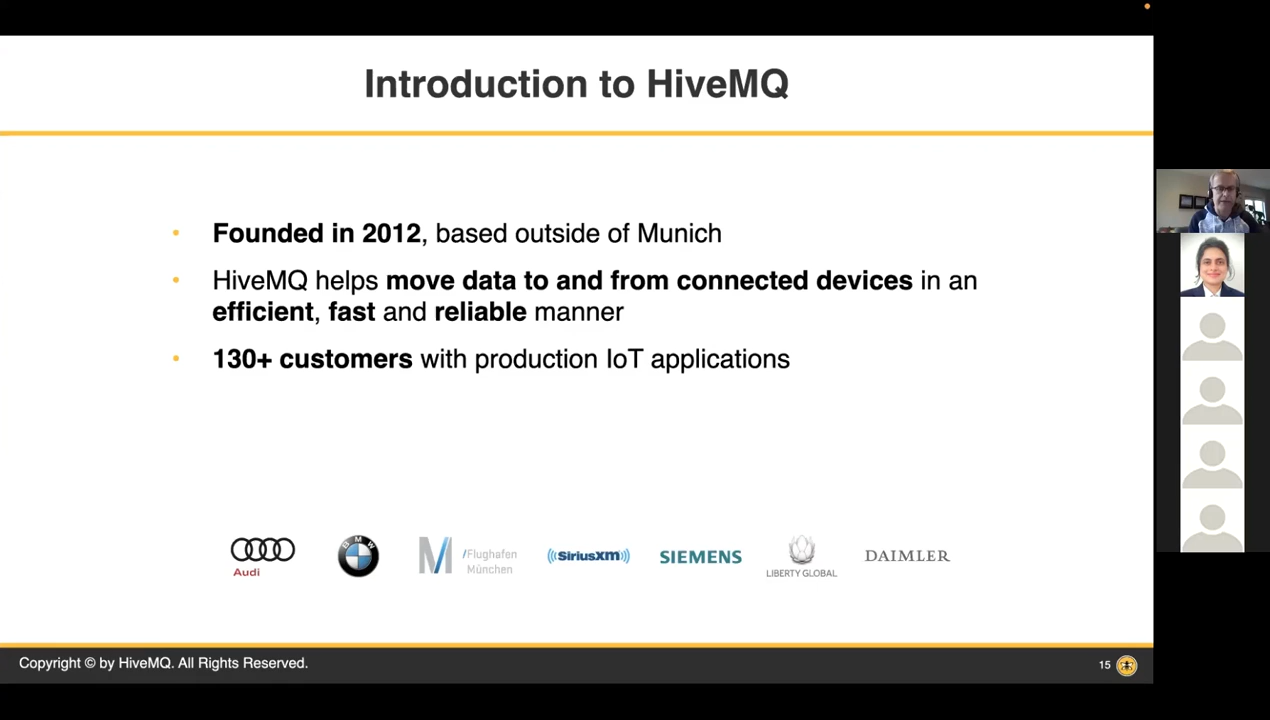 Introduction to HiveMQ
• Founded in 2012, based outside of Munich
• HiveMQ helps move data to and from connected devices in an
efficient, fast and reliable manner
• 130+ customers with production IoT applications
Audi
BMW
M /Flughafen
München
SiriusXM
SIEMENS
LIBERTY GLOBAL
DAIMLER
Copyright © by HiveMQ. All Rights Reserved.
15